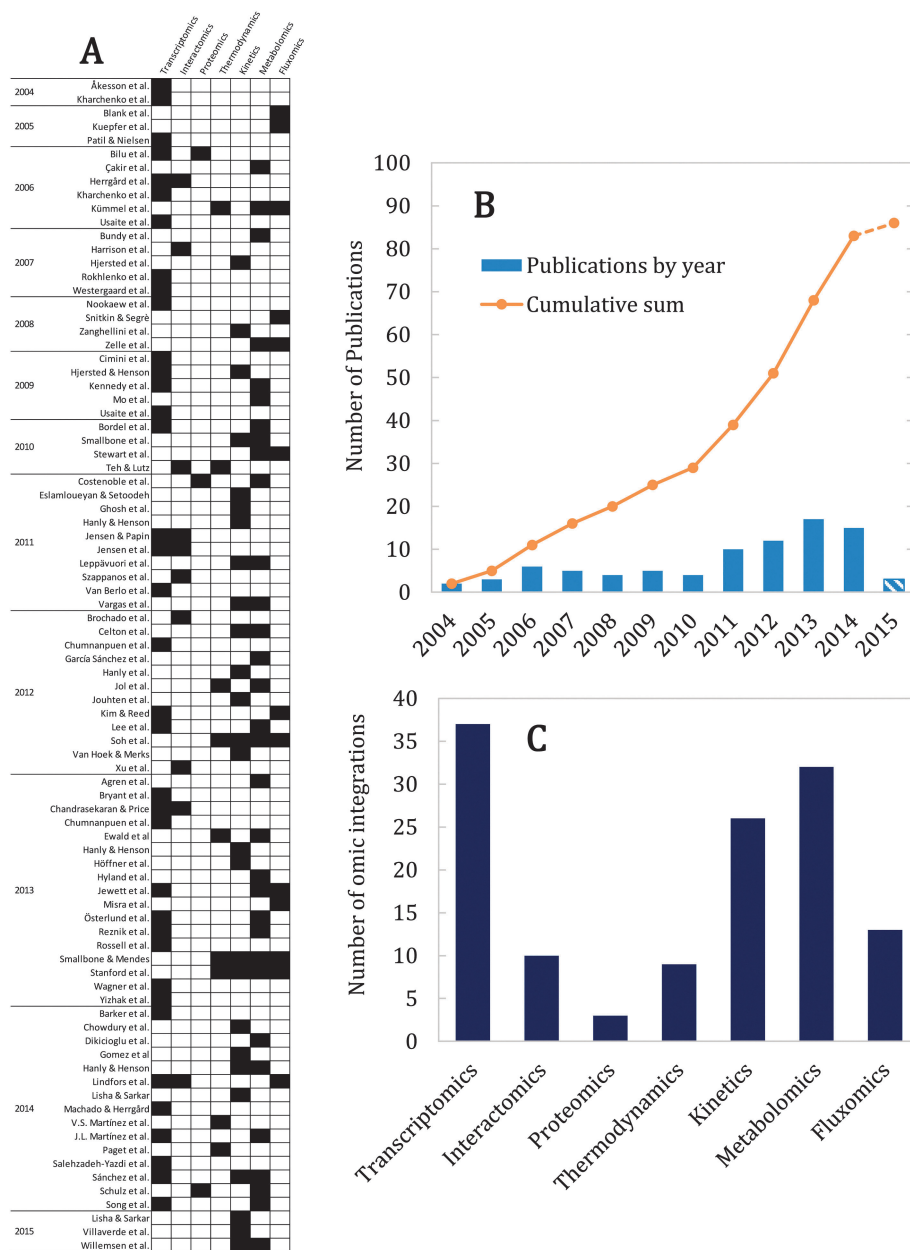 A
Transcriptomics
Interactomics
Proteomics
Thermodynamics
Kinetics
Metabolomics
Fluxomics
2004
Åkesson et al.
Kharchenko et al.
2005
Blank et al.
Kuepfer et al.
Patil & Nielsen
2006
Bilu et al.
Çakir et al.
Herrgård et al.
Kharchenko et al.
Kümmel et al.
Usaite et al.
2007
Bundy et al.
Harrison et al.
Hjersted et al.
Rokhlenko et al.
Westergaard et al.
2008
Nookaew et al.
Snitkin & Segrè
Zanghellini et al.
Zelle et al.
2009
Cimini et al.
Hjersted & Henson
Kennedy et al.
Mo et al.
Usaite et al.
2010
Bordel et al.
Smallbone et al.
Stewart et al.
Teh & Lutz
2011
Costenoble et al.
Eslamloueyan & Setoodeh
Ghosh et al.
Hanly & Henson
Jensen & Papin
Jensen et al.
Leppävuori et al.
Szappanos et al.
Van Berlo et al.
Vargas et al.
2012
Brochado et al.
Celton et al.
Chumnanpuen et al.
García Sánchez et al.
Hanly et al.
Jol et al.
Jouhten et al.
Kim & Reed
Lee et al.
Soh et al.
Van Hoek & Merks
Xu et al.
2013
Agren et al.
Bryant et al.
Chandrasekaran & Price
Chumnanpuen et al.
Ewald et al
Hanly & Henson
Höffner et al.
Hyland et al.
Jewett et al.
Misra et al.
Österlund et al.
Reznik et al.
Rossell et al.
Smallbone & Mendes
Stanford et al.
Wagner et al.
Yizhak et al.
2014
Barker et al.
Chowdury et al.
Dikicioglu et al.
Gomez et al
Hanly & Henson
Lindfors et al.
Lisha & Sarkar
Machado & Herrgård
V.S. Martínez et al.
J.L. Martínez et al.
Paget et al.
Salehzadeh-Yazdi et al.
Sánchez et al.
Schulz et al.
Song et al.
2015
Lisha & Sarkar
Villaverde et al.
Willemsen et al.
B
Number of Publications
100
90
80
70
60
50
40
30
20
10
0
Publications by year
Cumulative sum
2004
2005
2006
2007
2008
2009
2010
2011
2012
2013
2014
2015
C
Number of omic integrations
40
35
30
25
20
15
10
5
0
Transcriptomics
Interactomics
Proteomics
Thermodynamics
Kinetics
Metabolomics
Fluxomics